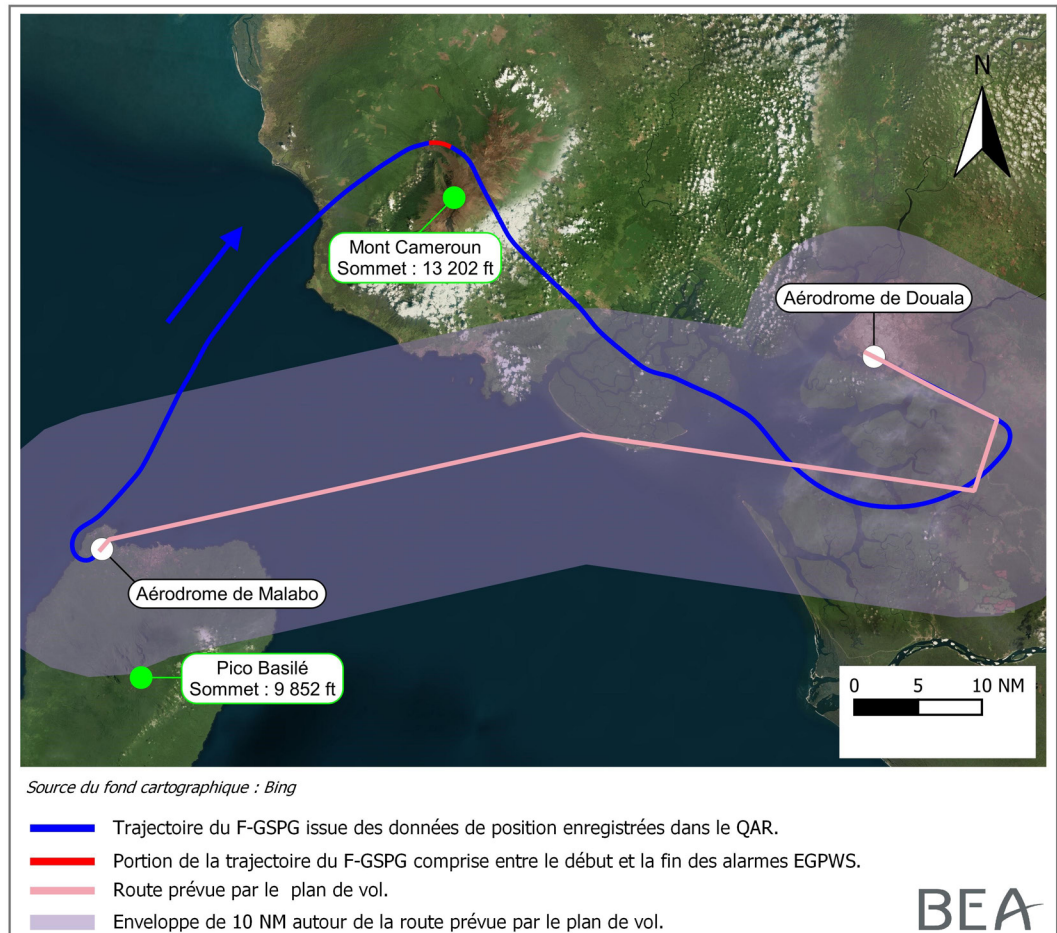 N
Mont Cameroun
Sommet : 13 202 ft
Aérodrome de Douala
Aérodrome de Malabo
Pico Basilé
Sommet : 9 852 ft
0 5 10 NM
Source du fond cartographique : Bing
Trajectoire du F-GSPG issue des données de position enregistrées dans le QAR.
Portion de la trajectoire du F-GSPG comprise entre le début et la fin des alarmes EGPWS.
Route prévue par le plan de vol.
Enveloppe de 10 NM autour de la route prévue par le plan de vol.
BEA